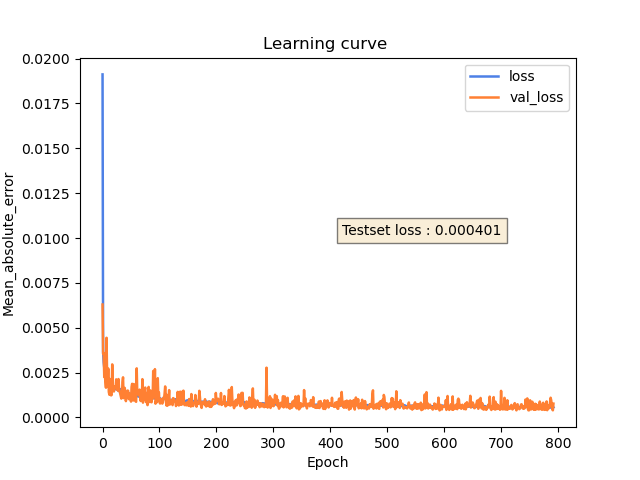 Learning curve
loss
val_loss
Testset loss : 0.000401
Mean_absolute_error
0.0200
0.0175
0.0150
0.0125
0.0100
0.0075
0.0050
0.0025
0.0000
0 100 200 300 400 500 600 700 800
Epoch